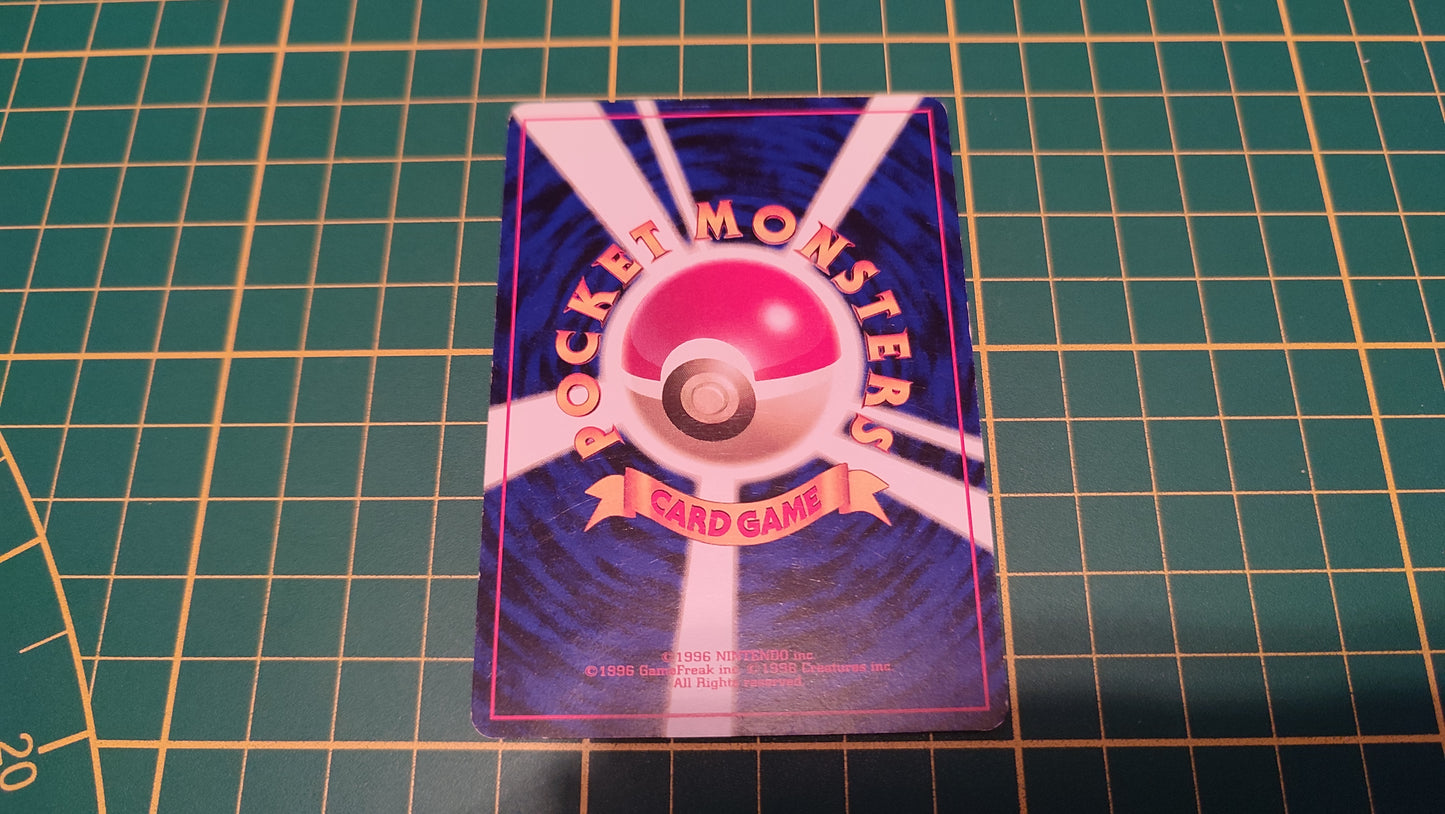 POCKET MONSTERS
CARD GAME
©1996 NINTENDO inc.
©1996 GameFreak inc. ©1996 Creatures inc.
All Rights reserved.
20